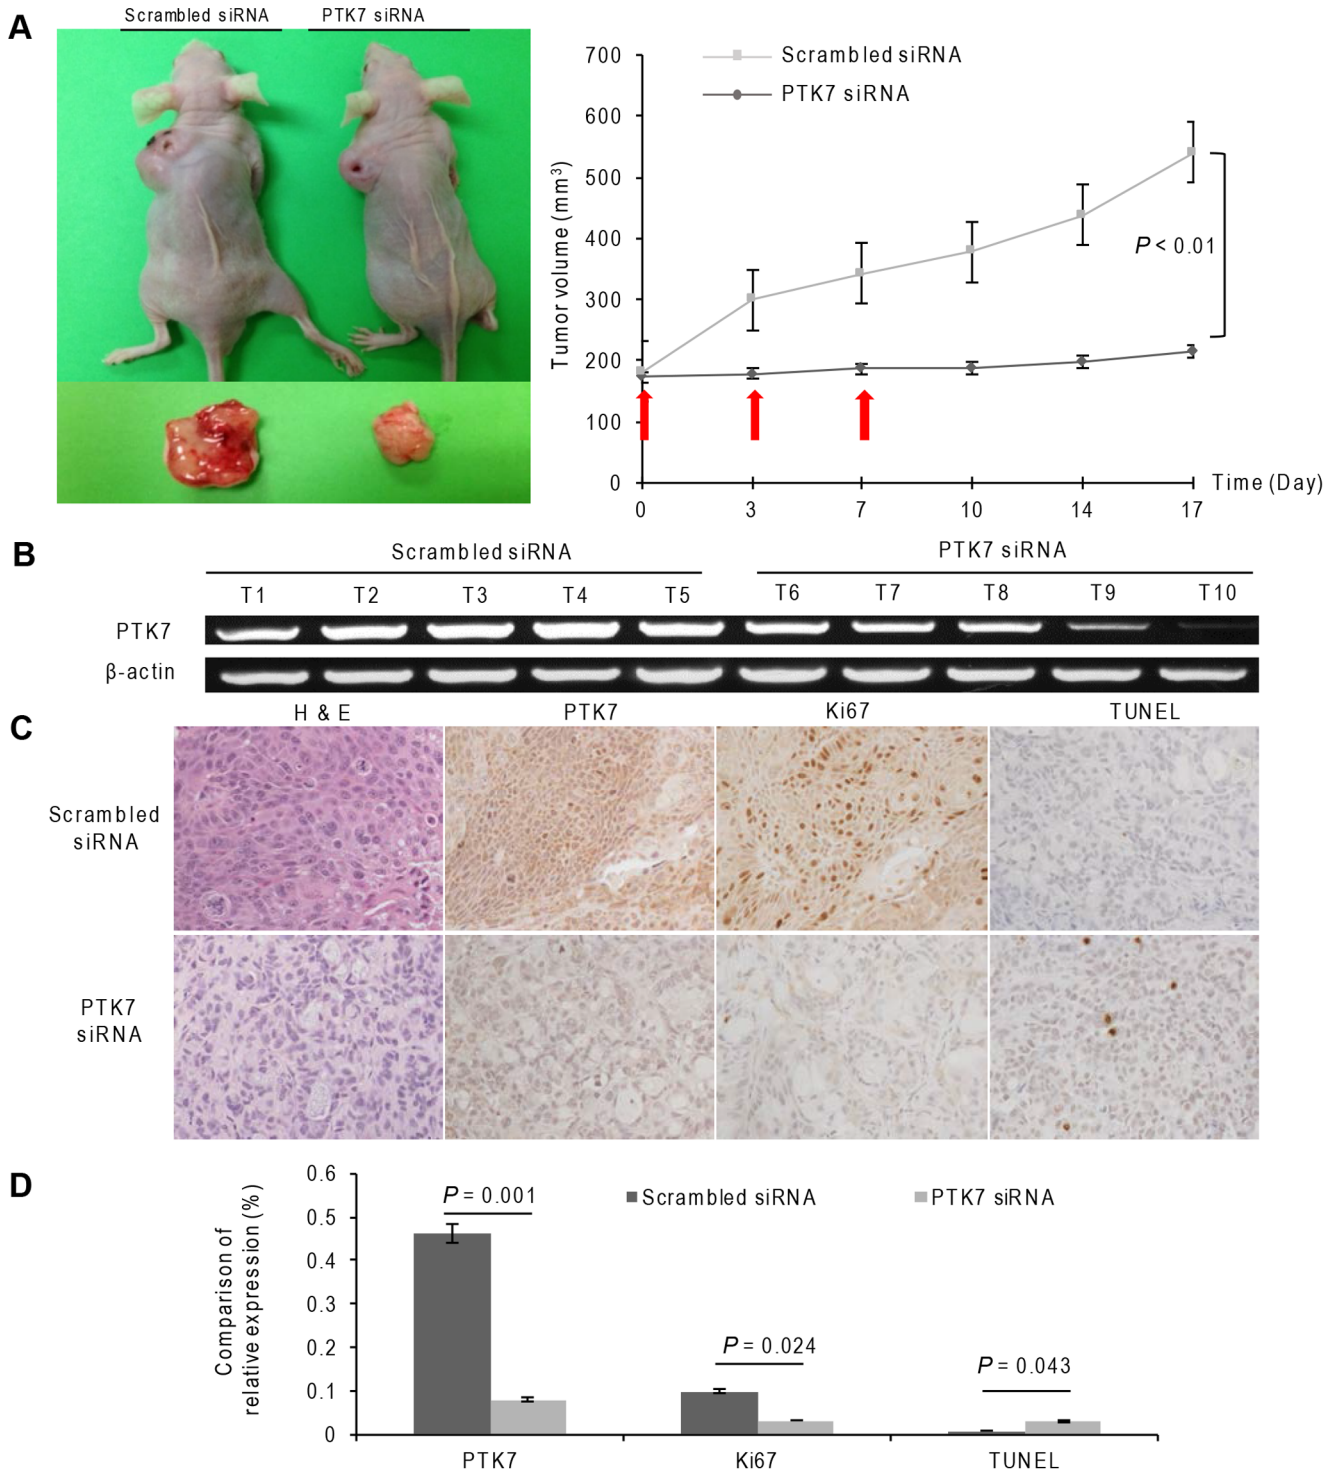 A
Scrambled siRNA PTK7 siRNA
Scrambled siRNA
PTK7 siRNA
Tumor volume (mm³)
700
600
500
400
300
200
100
0
P < 0.01
0 3 7 10 14 17
Time (Day)
B
Scrambled siRNA PTK7 siRNA
T1 T2 T3 T4 T5 T6 T7 T8 T9 T10
PTK7
β-actin
C
H & E PTK7 Ki67 TUNEL
Scrambled
siRNA
PTK7
siRNA
D
Comparison of
relative expression (%)
0.6
0.5
0.4
0.3
0.2
0.1
0
P = 0.001
Scrambled siRNA PTK7 siRNA
P = 0.024
P = 0.043
PTK7 Ki67 TUNEL